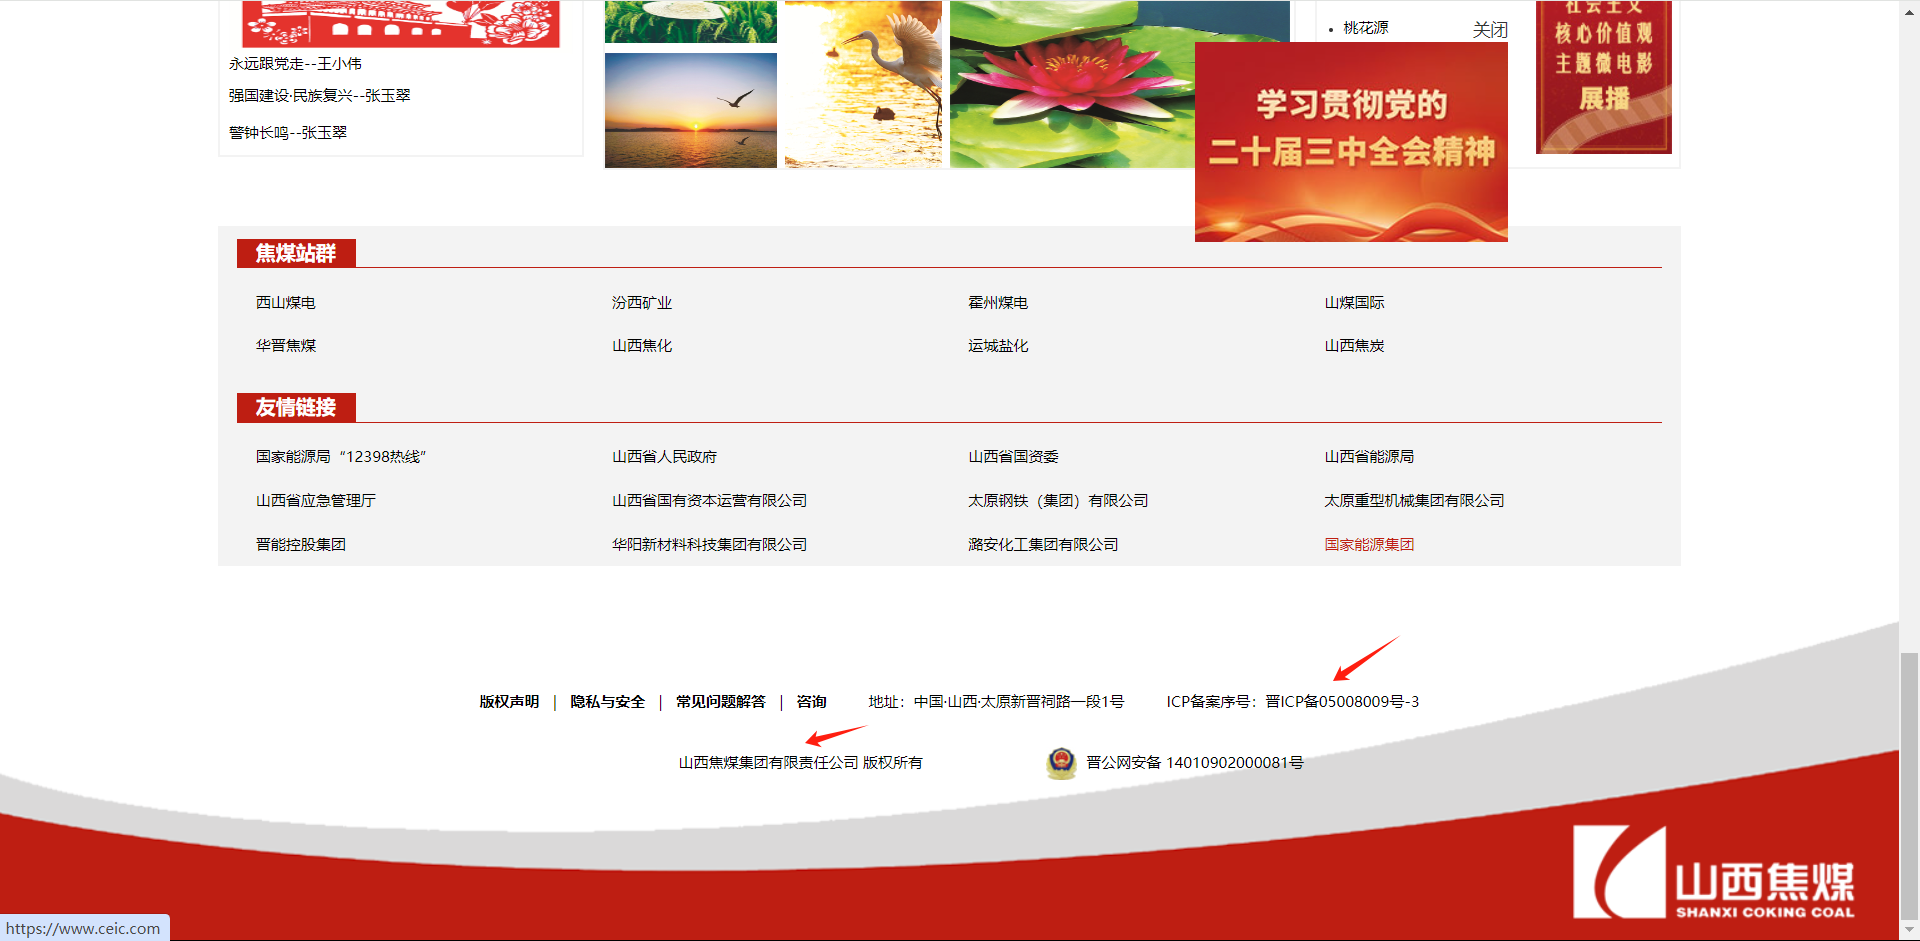 永远跟党走--王小伟
强国建设·民族复兴--张玉翠
警钟长鸣--张玉翠
桃花源
关闭
社会主义
核心价值观
主题微电影
展播
学习贯彻党的
二十届三中全会精神
焦煤站群
西山煤电 汾西矿业 霍州煤电 山煤国际
华晋焦煤 山西焦化 运城盐化 山西焦炭
友情链接
国家能源局“12398热线” 山西省人民政府 山西省国资委 山西省能源局
山西省应急管理厅 山西省国有资本运营有限公司 太原钢铁（集团）有限公司 太原重型机械集团有限公司
晋能控股集团 华阳新材料科技集团有限公司 潞安化工集团有限公司 国家能源集团
版权声明 | 隐私与安全 | 常见问题解答 | 咨询 地址：中国·山西·太原新晋祠路一段1号 ICP备案序号：晋ICP备05008009号-3
山西焦煤集团有限责任公司 版权所有 晋公网安备 14010902000081号
山西焦煤
SHANXI COKING COAL
https://www.ceic.com